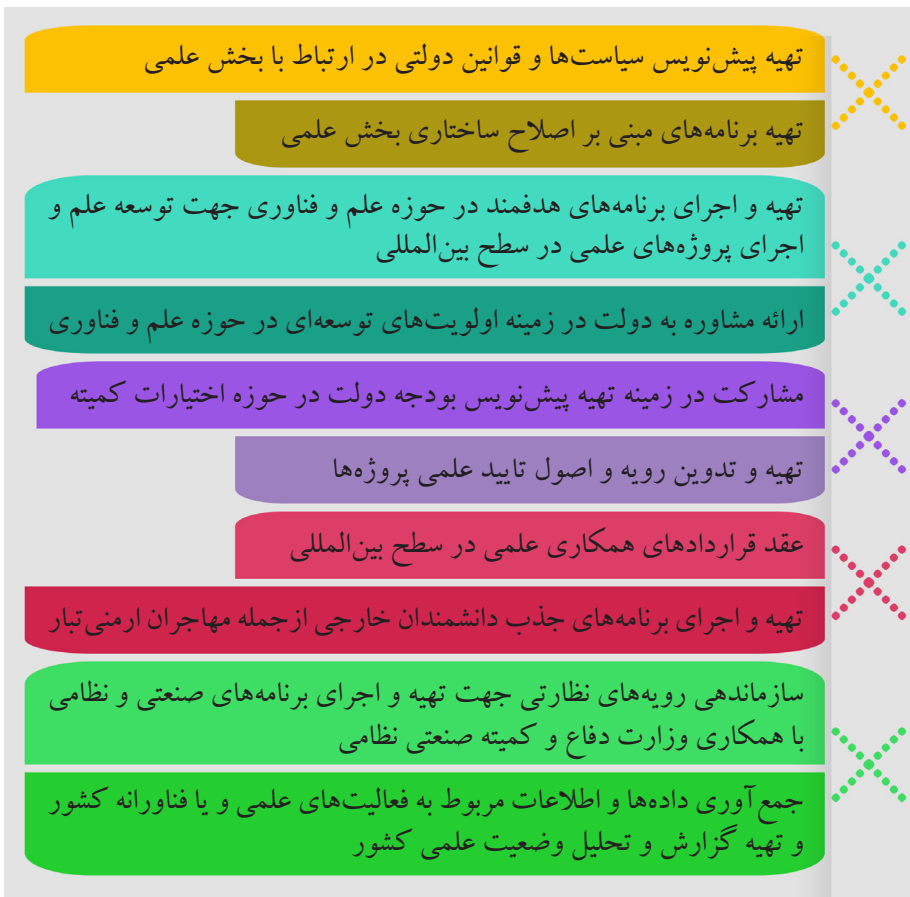 تهیه پیش‌نویس سیاست‌ها و قوانین دولتی در ارتباط با بخش علمی
تهیه برنامه‌های مبنی بر اصلاح ساختاری بخش علمی
تهیه و اجرای برنامه‌های هدفمند در حوزه علم و فناوری جهت توسعه علم و
اجرای پروژه‌های علمی در سطح بین‌المللی
ارائه مشاوره به دولت در زمینه اولویت‌های توسعه‌ای در حوزه علم و فناوری
مشارکت در زمینه تهیه پیش‌نویس بودجه دولت در حوزه اختیارات کمیته
تهیه و تدوین رویه و اصول تایید علمی پروژه‌ها
عقد قراردادهای همکاری علمی در سطح بین‌المللی
تهیه و اجرای برنامه‌های جذب دانشمندان خارجی ازجمله مهاجران ارمنی‌تبار
سازماندهی رویه‌های نظارتی جهت تهیه و اجرای برنامه‌های صنعتی و نظامی
با همکاری وزارت دفاع و کمیته صنعتی نظامی
جمع‌آوری داده‌ها و اطلاعات مربوط به فعالیت‌های علمی و یا فناورانه کشور
و تهیه گزارش و تحلیل وضعیت علمی کشور